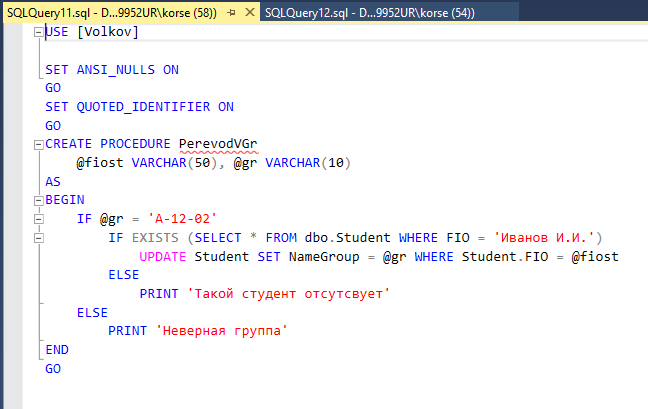 SQLQuery11.sql - D...9952UR\korse (58)) SQLQuery12.sql - D...9952UR\korse (54))
USE [Volkov]
SET ANSI_NULLS ON
GO
SET QUOTED_IDENTIFIER ON
GO
CREATE PROCEDURE PerevodVGr
@fiost VARCHAR(50), @gr VARCHAR(10)
AS
BEGIN
IF @gr = 'А-12-02'
IF EXISTS (SELECT * FROM dbo.Student WHERE FIO = 'Иванов И.И.')
UPDATE Student SET NameGroup = @gr WHERE Student.FIO = @fiost
ELSE
PRINT 'Такой студент отсутсвует'
ELSE
PRINT 'Неверная группа'
END
GO